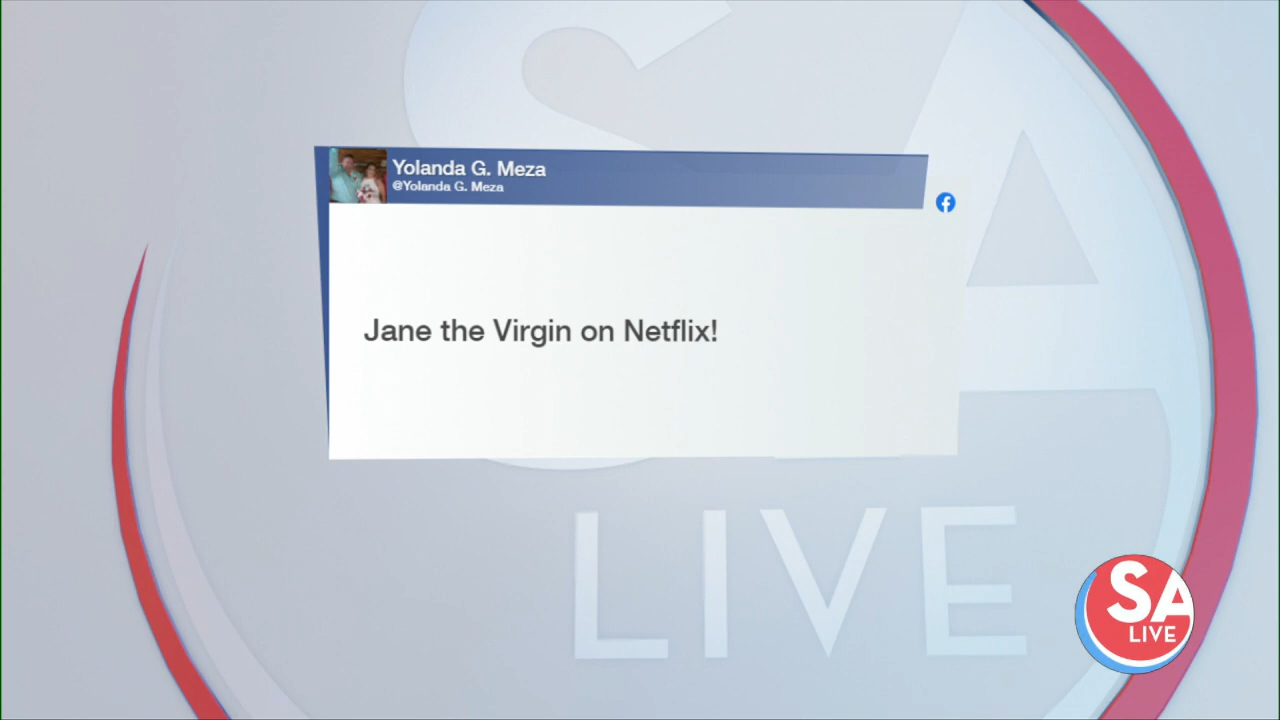 Yolanda G. Meza
@Yolanda G. Meza
Jane the Virgin on Netflix!
SA
LIVE
SA
LIVE